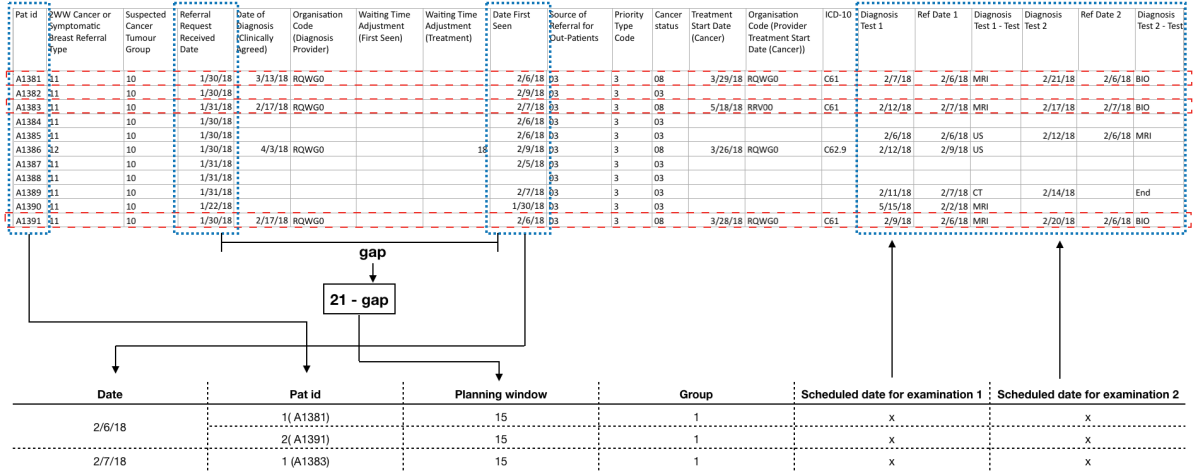 Pat id 2WW Cancer or Symptomatic Breast Referral Type Suspected Cancer Tumour Group Referral Request Received Date Date of Diagnosis (Clinically Agreed) Organisation Code (Diagnosis Provider) Waiting Time Adjustment (First Seen) Waiting Time Adjustment (Treatment) Date First Seen Source of Referral for Out-Patients Priority Type Code Cancer status Treatment Start Date (Cancer) Organisation Code (Provider Treatment Start Date (Cancer)) ICD-10 Diagnosis Test 1 Ref Date 1 Diagnosis Test 1 - Test Diagnosis Test 2 Ref Date 2 Diagnosis Test 2 - Test
A1381 11 10 1/30/18 3/13/18 RQWG0 2/6/18 03 3 08 3/29/18 RQWG0 C61 2/7/18 2/6/18 MRI 2/21/18 2/6/18 BIO
A1382 11 10 1/30/18 2/9/18 03 3 03
A1383 11 10 1/31/18 2/17/18 RQWG0 2/7/18 03 3 08 5/18/18 RRV00 C61 2/12/18 2/7/18 MRI 2/17/18 2/7/18 BIO
A1384 11 10 1/30/18 2/6/18 03 3 03
A1385 11 10 1/30/18 2/6/18 03 3 03 2/6/18 2/6/18 US 2/12/18 2/6/18 MRI
A1386 12 10 1/30/18 4/3/18 RQWG0 18 2/9/18 03 3 08 3/26/18 RQWG0 C62.9 2/12/18 2/9/18 US
A1387 11 10 1/31/18 2/5/18 03 3 03
A1388 11 10 1/31/18 03 3 03
A1389 11 10 1/31/18 2/7/18 03 3 03 2/11/18 2/7/18 CT 2/14/18 End
A1390 11 10 1/22/18 1/30/18 03 3 03 5/15/18 2/2/18 MRI
A1391 11 10 1/30/18 2/17/18 RQWG0 2/6/18 03 3 08 3/28/18 RQWG0 C61 2/9/18 2/6/18 MRI 2/20/18 2/6/18 BIO
gap
21 - gap
Date Pat id Planning window Group Scheduled date for examination 1 Scheduled date for examination 2
2/6/18 1( A1381) 15 1 x x
2( A1391) 15 1 x x
2/7/18 1 (A1383) 15 1 x x